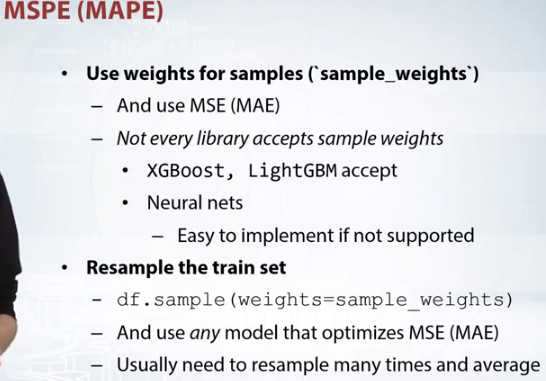 MSPE (MAPE)
• Use weights for samples (`sample_weights`)
– And use MSE (MAE)
– Not every library accepts sample weights
• XGBoost, LightGBM accept
• Neural nets
– Easy to implement if not supported
• Resample the train set
– df.sample(weights=sample_weights)
– And use any model that optimizes MSE (MAE)
– Usually need to resample many times and average